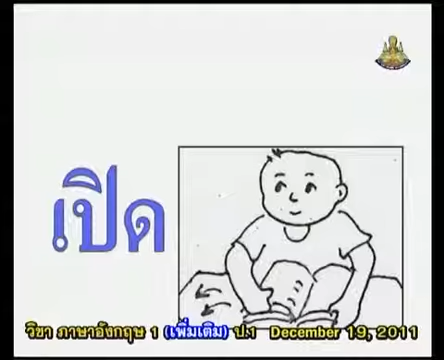 เปิด
วิชา ภาษาอังกฤษ 1 (เพิ่มเติม) ป.1 December 19, 2011